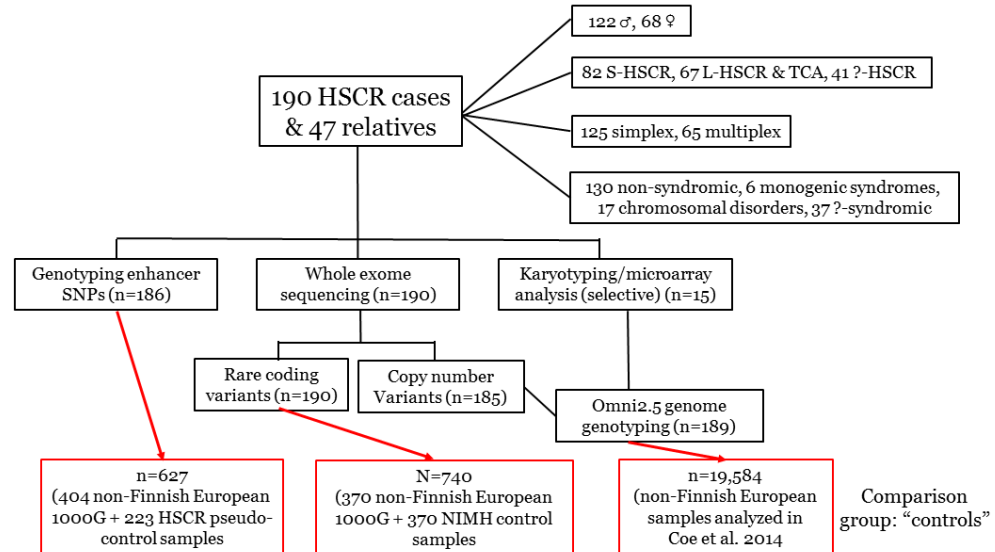 122 ♂, 68 ♀
82 S-HSCR, 67 L-HSCR & TCA, 41 ?-HSCR
190 HSCR cases
& 47 relatives
125 simplex, 65 multiplex
130 non-syndromic, 6 monogenic syndromes,
17 chromosomal disorders, 37 ?-syndromic
Genotyping enhancer
SNPs (n=186)
Whole exome
sequencing (n=190)
Karyotyping/microarray
analysis (selective) (n=15)
Rare coding
variants (n=190)
Copy number
Variants (n=185)
Omni2.5 genome
genotyping (n=189)
n=627
(404 non-Finnish European
1000G + 223 HSCR pseudo-
control samples
N=740
(370 non-Finnish European
1000G + 370 NIMH control
samples
n=19,584
(non-Finnish European
samples analyzed in
Coe et al. 2014
Comparison
group: “controls”